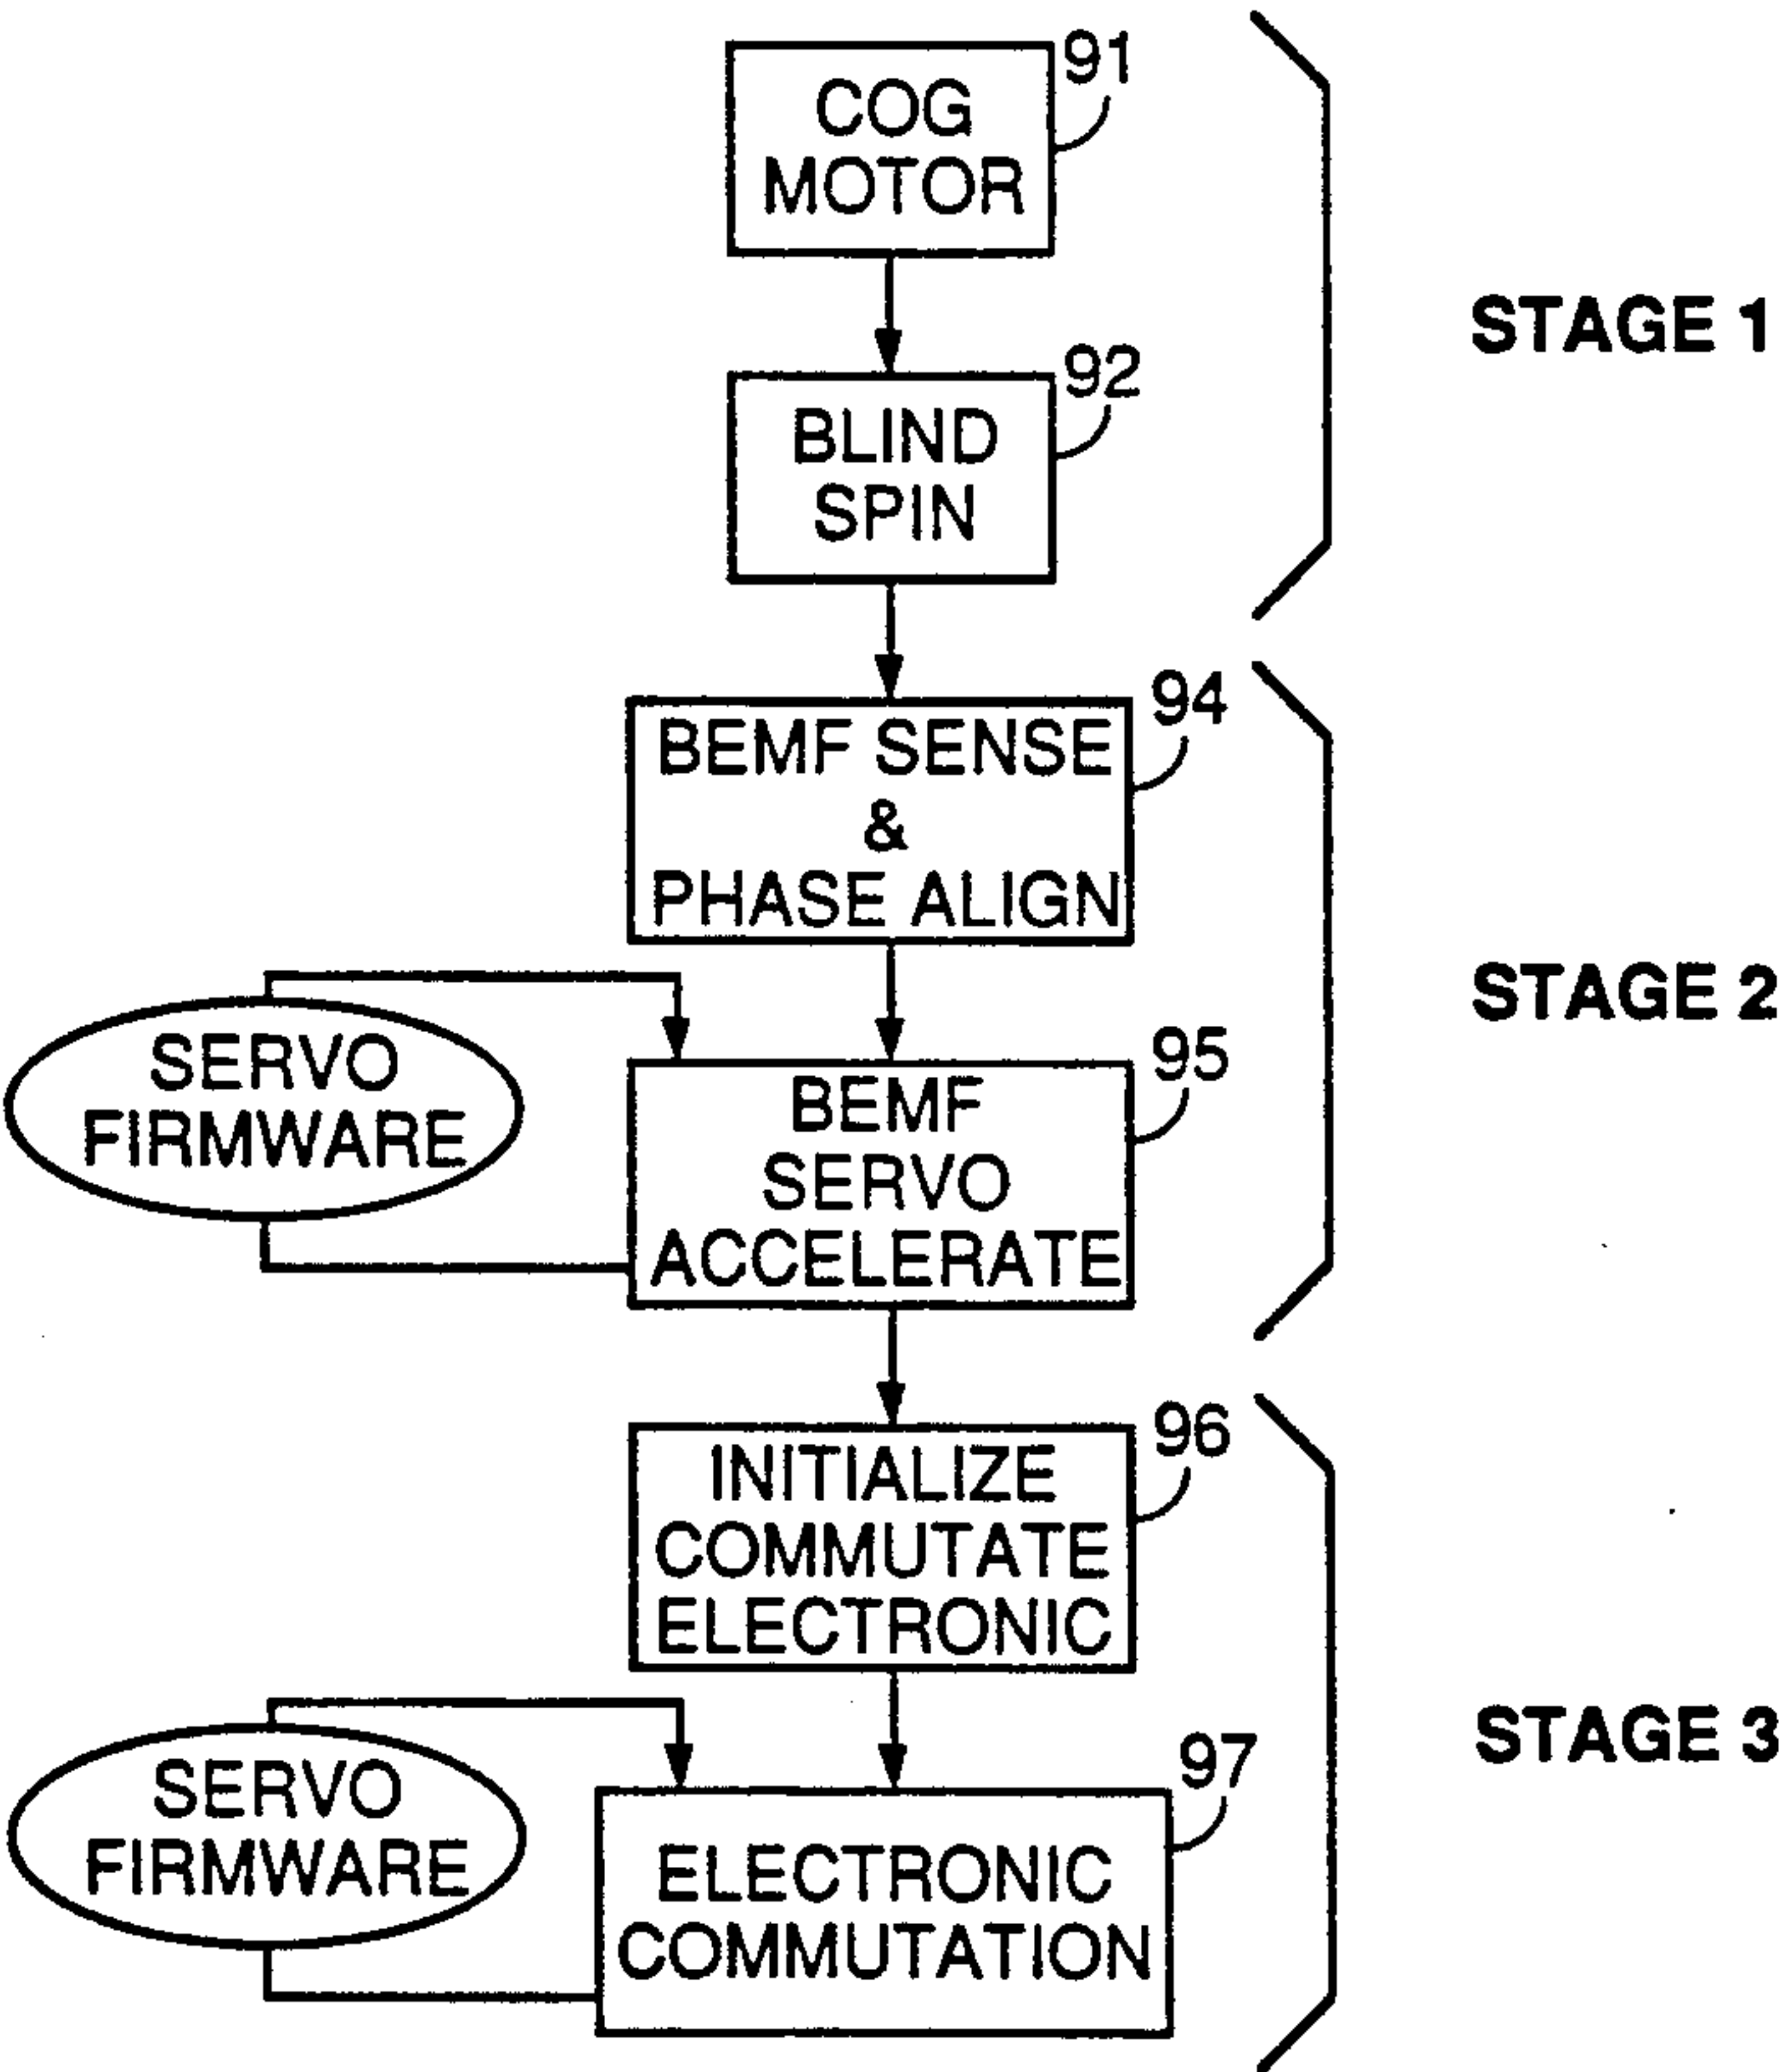 91
COG
MOTOR
STAGE 1
92
BLIND
SPIN
94
BEMF SENSE
&
PHASE ALIGN
STAGE 2
SERVO
FIRMWARE
95
BEMF
SERVO
ACCELERATE
96
INITIALIZE
COMMUTATE
ELECTRONIC
STAGE 3
97
SERVO
FIRMWARE
ELECTRONIC
COMMUTATION